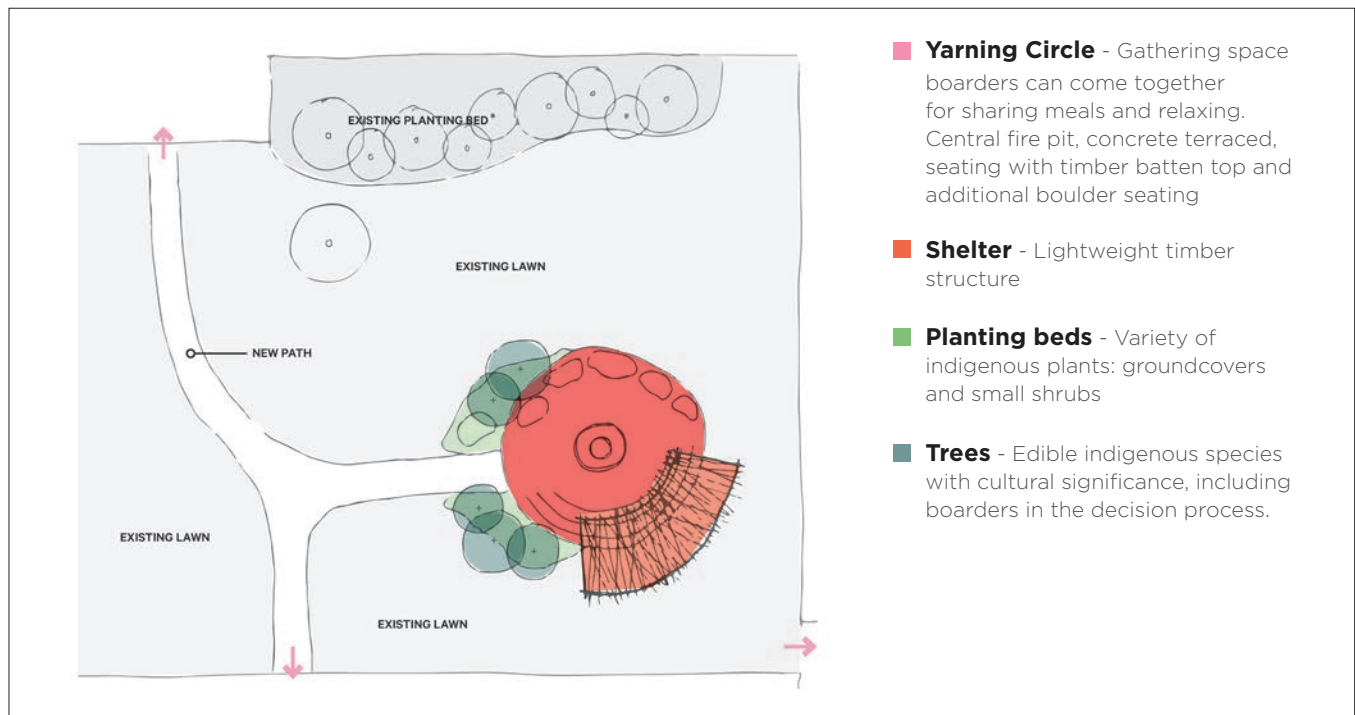 EXISTING PLANTING BED
EXISTING LAWN
NEW PATH
EXISTING LAWN
EXISTING LAWN
Yarning Circle - Gathering space
boarders can come together
for sharing meals and relaxing.
Central fire pit, concrete terraced,
seating with timber batten top and
additional boulder seating
Shelter - Lightweight timber
structure
Planting beds - Variety of
indigenous plants: groundcovers
and small shrubs
Trees - Edible indigenous species
with cultural significance, including
boarders in the decision process.